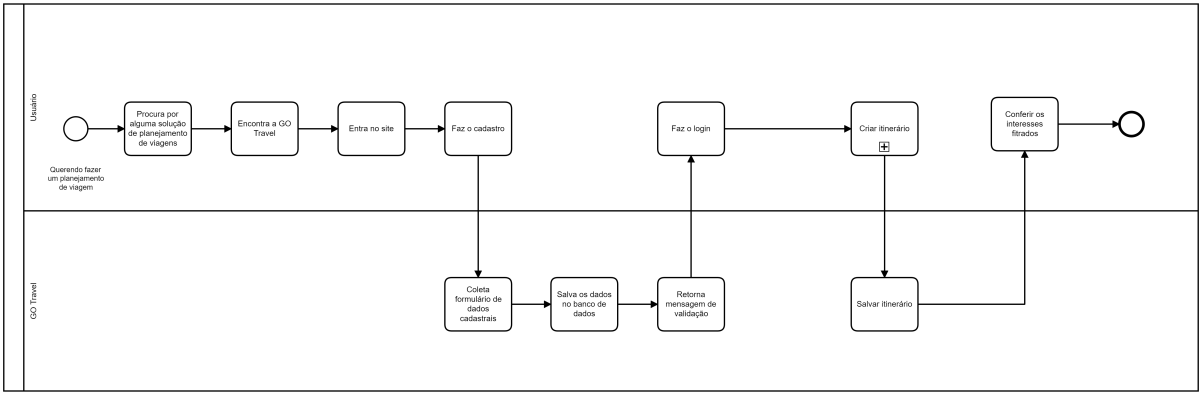 Usuário
Querendo fazer
um planejamento
de viagem
Procura por
alguma solução
de planejamento
de viagens
Encontra a GO
Travel
Entra no site
Faz o cadastro
Faz o login
Criar itinerário
Conferir os
interesses
fitrados
GO Travel
Coleta
formulário de
dados
cadastrais
Salva os dados
no banco de
dados
Retorna
mensagem de
validação
Salvar itinerário